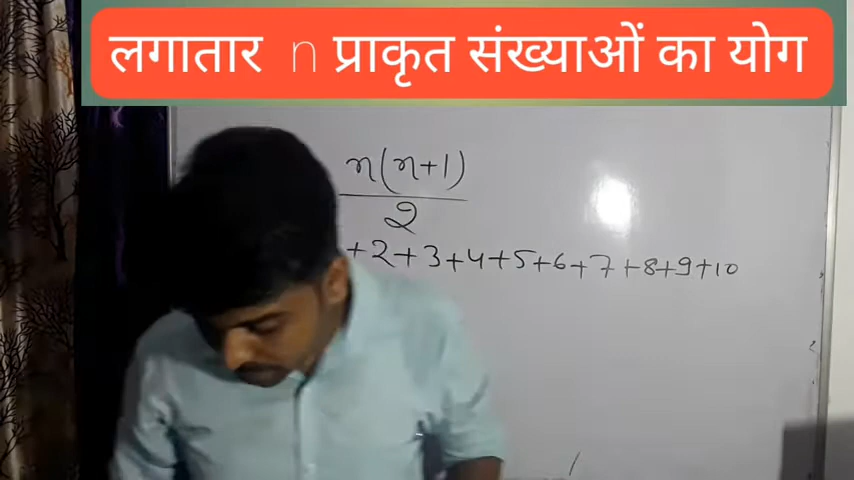 लगातार n प्राकृत संख्याओं का योग
n(n+1)
2
+2+3+4+5+6+7+8+9+10